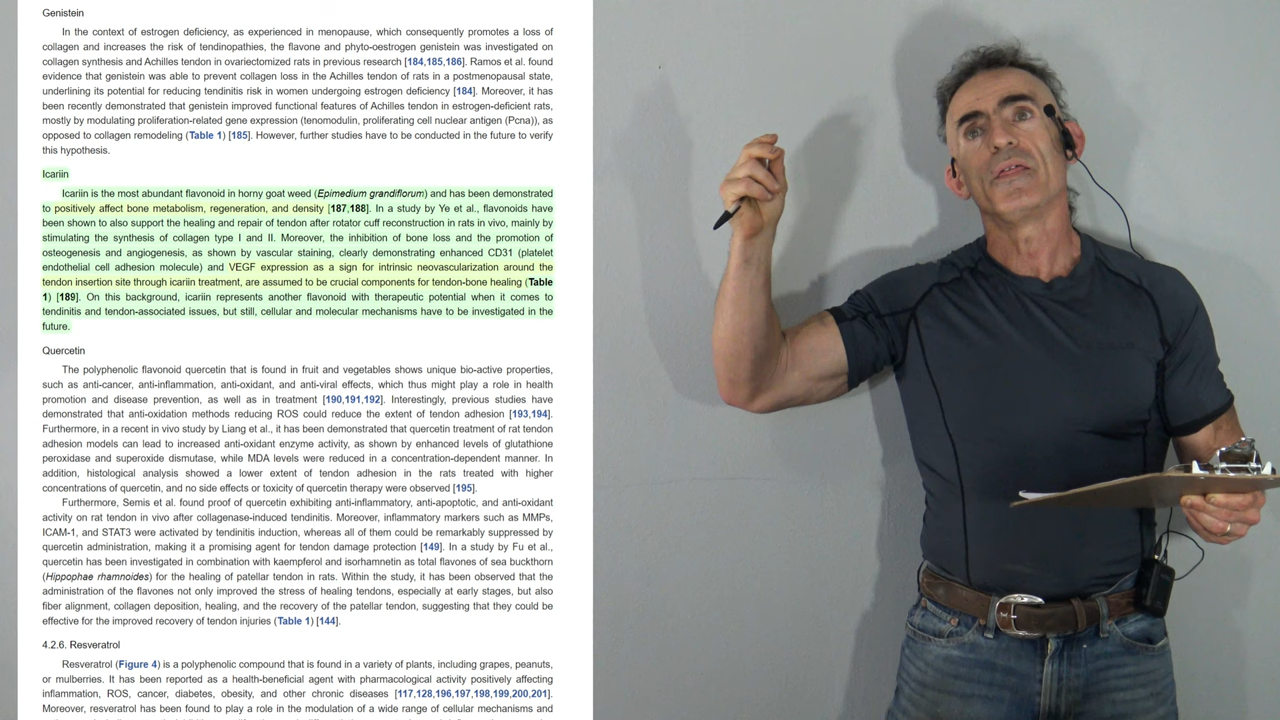 Genistein
In the context of estrogen deficiency, as experienced in menopause, which consequently promotes a loss of
collagen and increases the risk of tendinopathies, the flavone and phyto-oestrogen genistein was investigated on
collagen synthesis and Achilles tendon in ovariectomized rats in previous research [184,185,186]. Ramos et al. found
evidence that genistein was able to prevent collagen loss in the Achilles tendon of rats in a postmenopausal state,
underlining its potential for reducing tendinitis risk in women undergoing estrogen deficiency [184]. Moreover, it has
been recently demonstrated that genistein improved functional features of Achilles tendon in estrogen-deficient rats,
mostly by modulating proliferation-related gene expression (tenomodulin, proliferating cell nuclear antigen (Pcna)), as
opposed to collagen remodeling (Table 1) [185]. However, further studies have to be conducted in the future to verify
this hypothesis.
Icariin
Icariin is the most abundant flavonoid in horny goat weed (Epimedium grandiflorum) and has been demonstrated
to positively affect bone metabolism, regeneration, and density [187,188]. In a study by Ye et al., flavonoids have
been shown to also support the healing and repair of tendon after rotator cuff reconstruction in rats in vivo, mainly by
stimulating the synthesis of collagen type I and II. Moreover, the inhibition of bone loss and the promotion of
osteogenesis and angiogenesis, as shown by vascular staining, clearly demonstrating enhanced CD31 (platelet
endothelial cell adhesion molecule) and VEGF expression as a sign for intrinsic neovascularization around the
tendon insertion site through icariin treatment, are assumed to be crucial components for tendon-bone healing (Table
1) [189]. On this background, icariin represents another flavonoid with therapeutic potential when it comes to
tendinitis and tendon-associated issues, but still, cellular and molecular mechanisms have to be investigated in the
future.
Quercetin
The polyphenolic flavonoid quercetin that is found in fruit and vegetables shows unique bio-active properties,
such as anti-cancer, anti-inflammation, anti-oxidant, and anti-viral effects, which thus might play a role in health
promotion and disease prevention, as well as in treatment [190,191,192]. Interestingly, previous studies have
demonstrated that anti-oxidation methods reducing ROS could reduce the extent of tendon adhesion [193,194].
Furthermore, in a recent in vivo study by Liang et al., it has been demonstrated that quercetin treatment of rat tendon
adhesion models can lead to increased anti-oxidant enzyme activity, as shown by enhanced levels of glutathione
peroxidase and superoxide dismutase, while MDA levels were reduced in a concentration-dependent manner. In
addition, histological analysis showed a lower extent of tendon adhesion in the rats treated with higher
concentrations of quercetin, and no side effects or toxicity of quercetin therapy were observed [195].
Furthermore, Semis et al. found proof of quercetin exhibiting anti-inflammatory, anti-apoptotic, and anti-oxidant
activity on rat tendon in vivo after collagenase-induced tendinitis. Moreover, inflammatory markers such as MMPs,
ICAM-1, and STAT3 were activated by tendinitis induction, whereas all of them could be remarkably suppressed by
quercetin administration, making it a promising agent for tendon damage protection [149]. In a study by Fu et al.,
quercetin has been investigated in combination with kaempferol and isorhamnetin as total flavones of sea buckthorn
(Hippophae rhamnoides) for the healing of patellar tendon in rats. Within the study, it has been observed that the
administration of the flavones not only improved the stress of healing tendons, especially at early stages, but also
fiber alignment, collagen deposition, healing, and the recovery of the patellar tendon, suggesting that they could be
effective for the improved recovery of tendon injuries (Table 1) [144].
4.2.6. Resveratrol
Resveratrol (Figure 4) is a polyphenolic compound that is found in a variety of plants, including grapes, peanuts,
or mulberries. It has been reported as a health-beneficial agent with pharmacological activity positively affecting
inflammation, ROS, cancer, diabetes, obesity, and other chronic diseases [117,128,196,197,198,199,200,201].
Moreover, resveratrol has been found to play a role in the modulation of a wide range of cellular mechanisms and